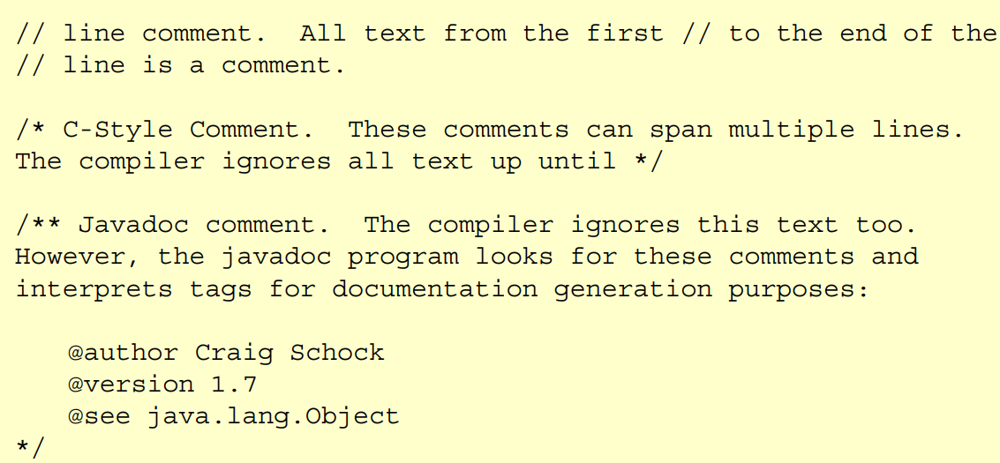 // line comment.  All text from the first // to the end of the
// line is a comment.

/* C-Style Comment.  These comments can span multiple lines.
The compiler ignores all text up until */

/** Javadoc comment.  The compiler ignores this text too.
However, the javadoc program looks for these comments and
interprets tags for documentation generation purposes:

   @author Craig Schock
   @version 1.7
   @see java.lang.Object
*/